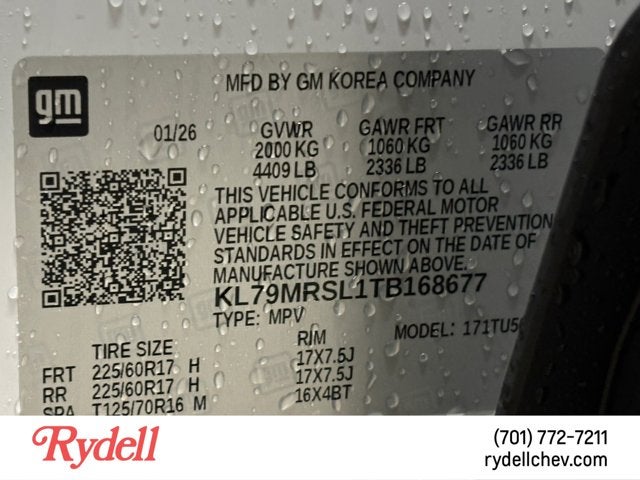 gm
MFD BY GM KOREA COMPANY
01/26 GVWR GAWR FRT GAWR RR
2000 KG 1060 KG 1060 KG
4409 LB 2336 LB 2336 LB
THIS VEHICLE CONFORMS TO ALL
APPLICABLE U.S. FEDERAL MOTOR
VEHICLE SAFETY AND THEFT PREVENTION
STANDARDS IN EFFECT ON THE DATE OF
MANUFACTURE SHOWN ABOVE.
KL79MRSL1TB168677
TYPE: MPV MODEL: 171TU5
TIRE SIZE RIM
FRT 225/60R17 H 17X7.5J
RR 225/60R17 H 17X7.5J
SPA T125/70R16 M 16X4BT
Rydell
(701) 772-7211
rydellchev.com